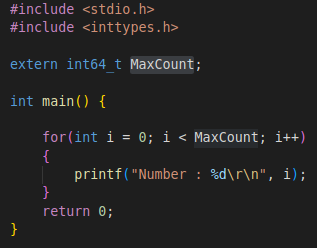 #include <stdio.h>
#include <inttypes.h>

extern int64_t MaxCount;

int main() {

    for(int i = 0; i < MaxCount; i++)
    {
        printf("Number : %d\r\n", i);
    }
    return 0;
}